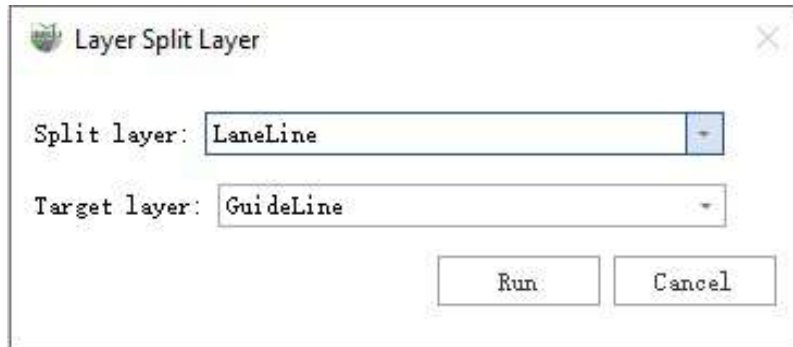 Layer Split Layer
Split layer: LaneLine
Target layer: GuideLine
Run Cancel